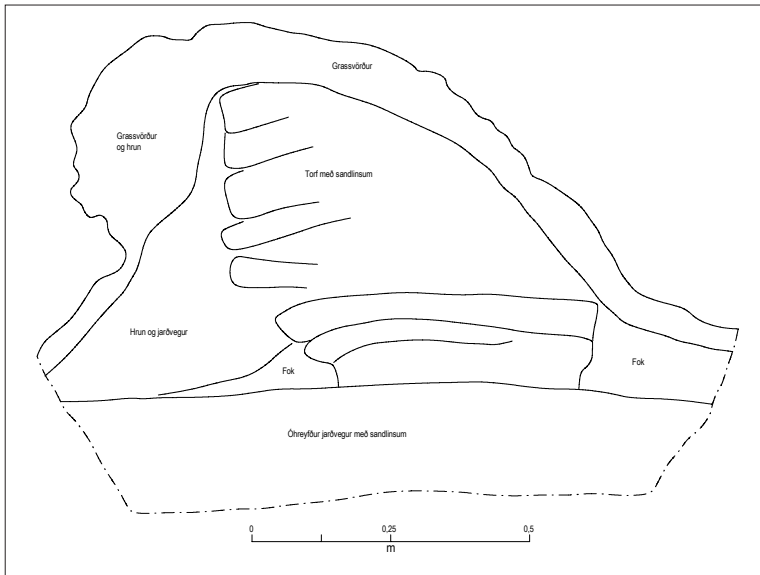 Grassvörður
Grassvörður
og hrun
Torf með sandlinsum
Hrun og jarðvegur
Fok
Fok
Óhreyfður jarðvegur með sandlinsum
0
0,25
0,5
m